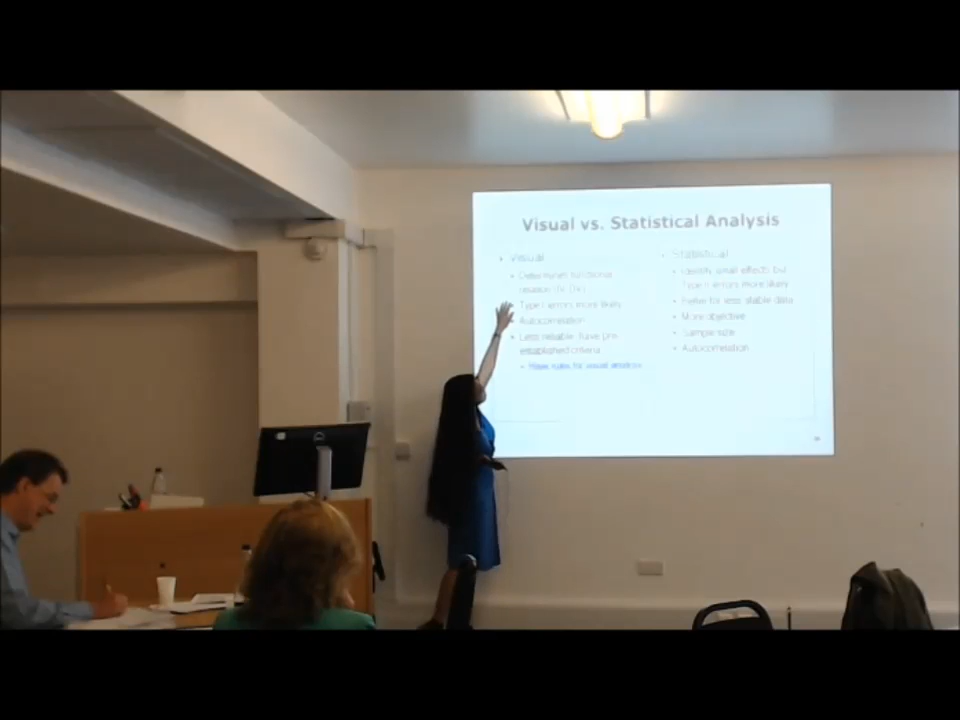 Visual vs. Statistical Analysis
Visual
Determines functional
relation (IV, DV)
Type I errors more likely
Autocorrelation
Less reliable: have pre-
established criteria
Statistical
Identify small effects but
Type II errors more likely
Better for less stable data
More objective
Sample size
Autocorrelation